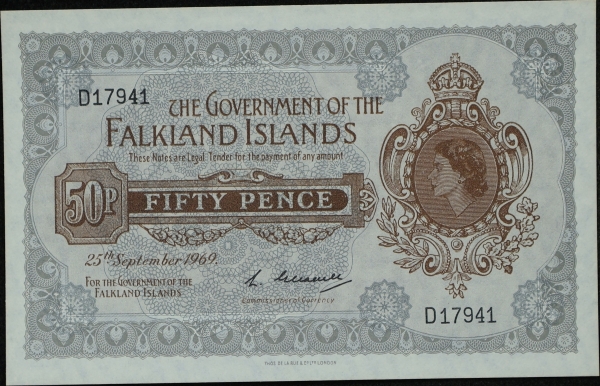 D17941
THE GOVERNMENT OF THE
FALKLAND ISLANDS
These Notes are Legal Tender for the payment of any amount
50P
FIFTY PENCE
25th September 1969.
FOR THE GOVERNMENT OF THE
FALKLAND ISLANDS
Commissioner of Currency
D17941